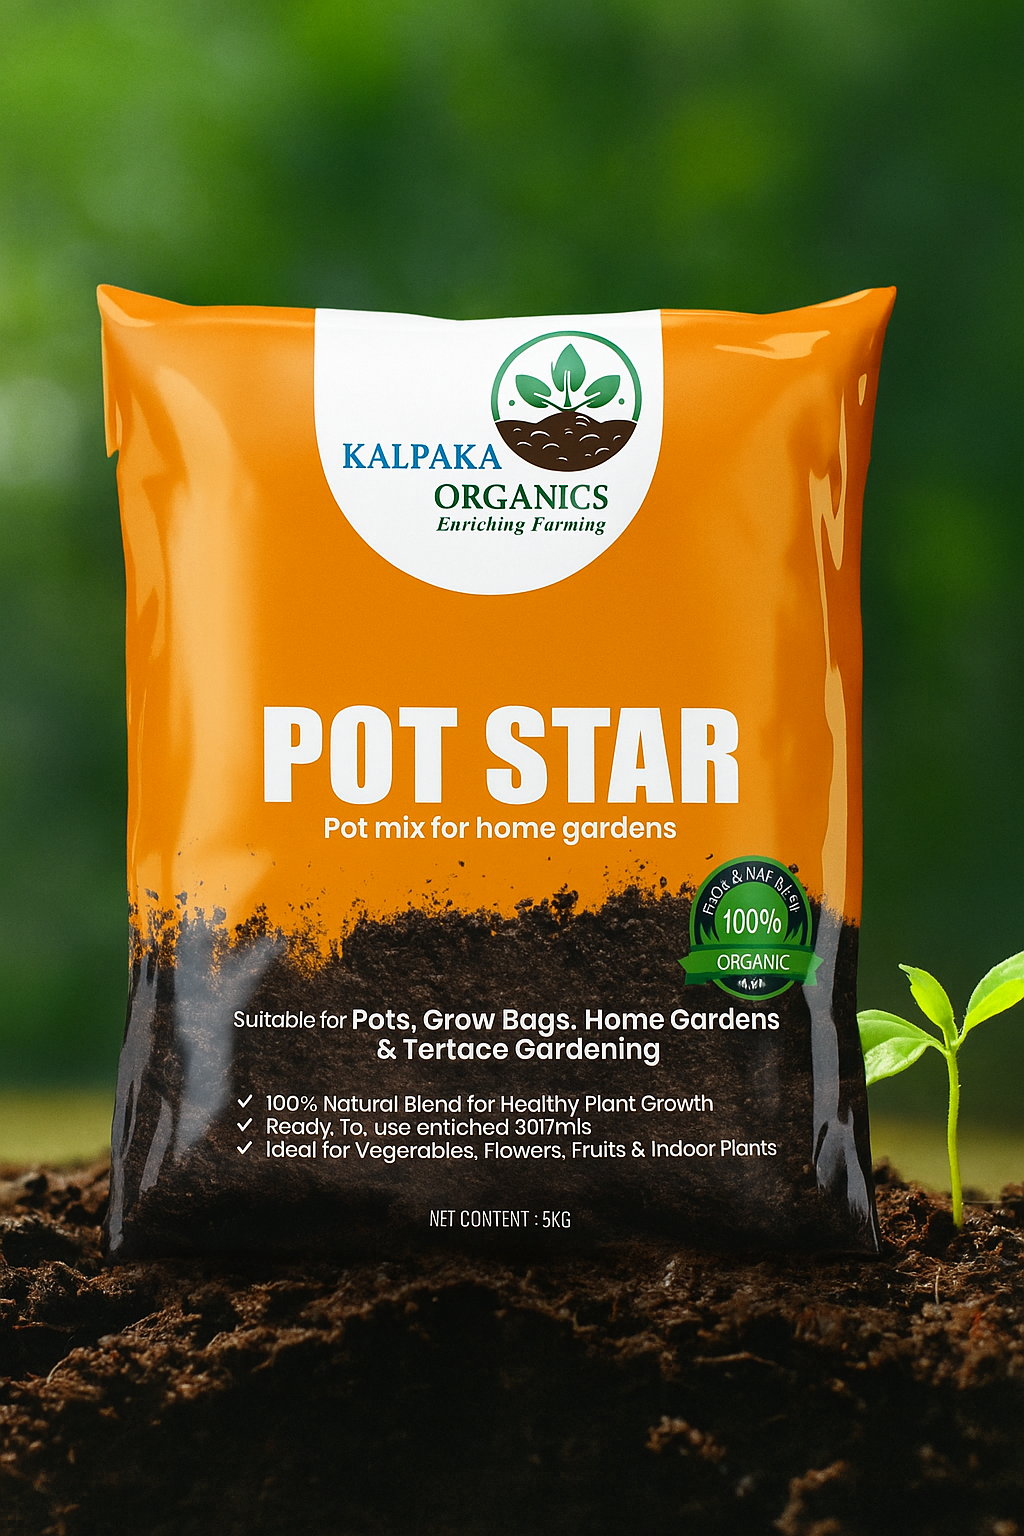 KALPAKA
ORGANICS
Enriching Farming
POT STAR
Pot mix for home gardens
& NAF
100%
ORGANIC
Suitable for Pots, Grow Bags. Home Gardens
& Tertace Gardening
100% Natural Blend for Healthy Plant Growth
Ready, To, use entiched 3017mls
Ideal for Vegerables, Flowers, Fruits & Indoor Plants
NET CONTENT : 5KG